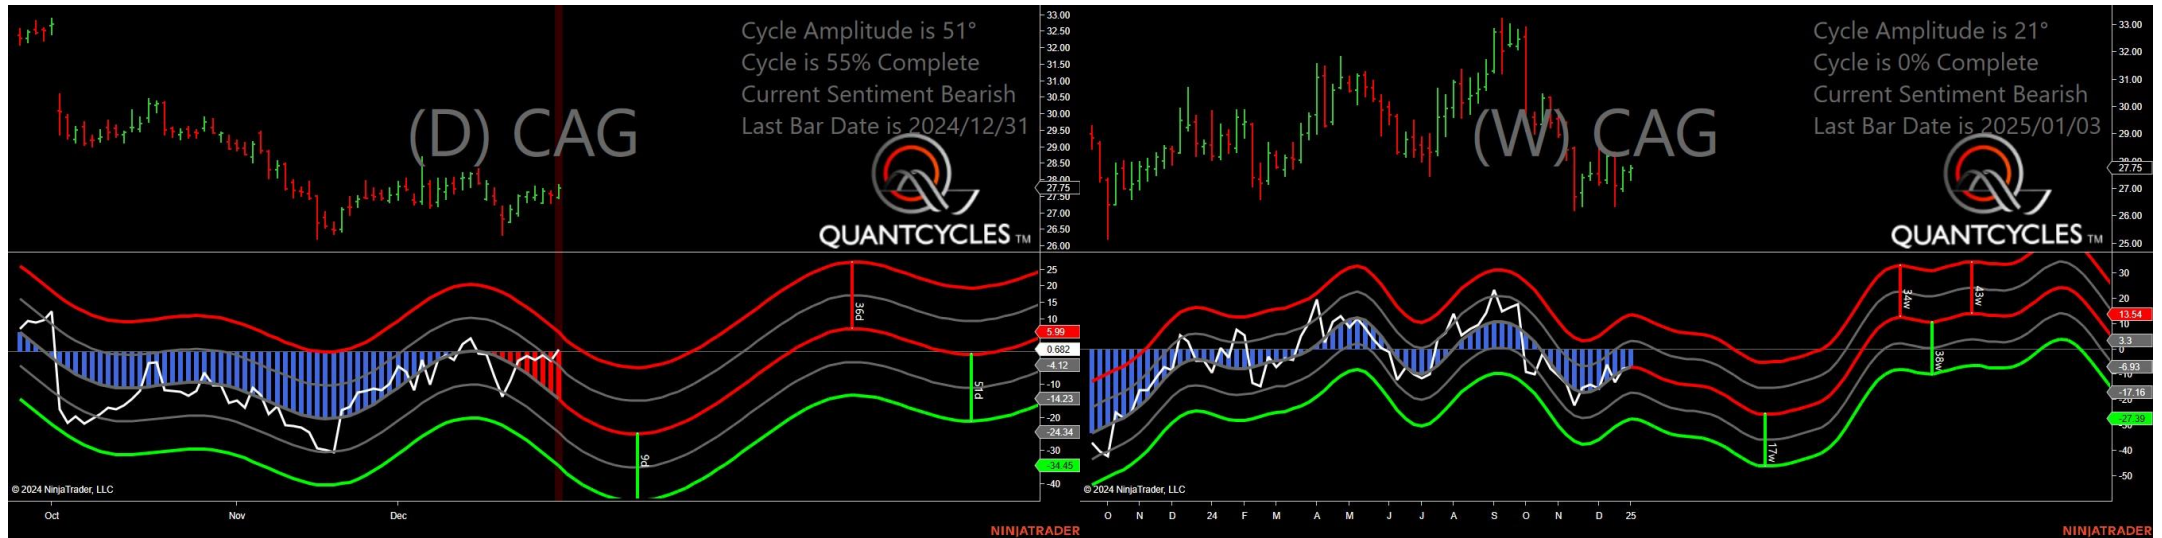 Cycle Amplitude is 51°
Cycle is 55% Complete
Current Sentiment Bearish
Last Bar Date is 2024/12/31
(D) CAG
QUANTCYCLES TM
33.00
32.50
32.00
31.50
31.00
30.50
30.00
29.50
29.00
28.50
28.00
27.75
27.50
27.00
26.50
26.00
25
20
15
10
5.99
0.682
-4.12
-10
-14.23
-20
-24.34
-30
-34.45
-40
36d
51d
9d
© 2024 NinjaTrader, LLC
Oct Nov Dec
NINJATRADER
Cycle Amplitude is 21°
Cycle is 0% Complete
Current Sentiment Bearish
Last Bar Date is 2025/01/03
(W) CAG
QUANTCYCLES TM
33.00
32.00
31.00
30.00
29.00
28.00
27.75
27.00
26.00
25.00
30
20
13.54
10
3.3
0
-6.93
-10
-17.16
-20
-27.39
-40
-50
34w
43w
38w
17w
© 2024 NinjaTrader, LLC
O N D 24 F M A M J J A S O N D 25
NINJATRADER